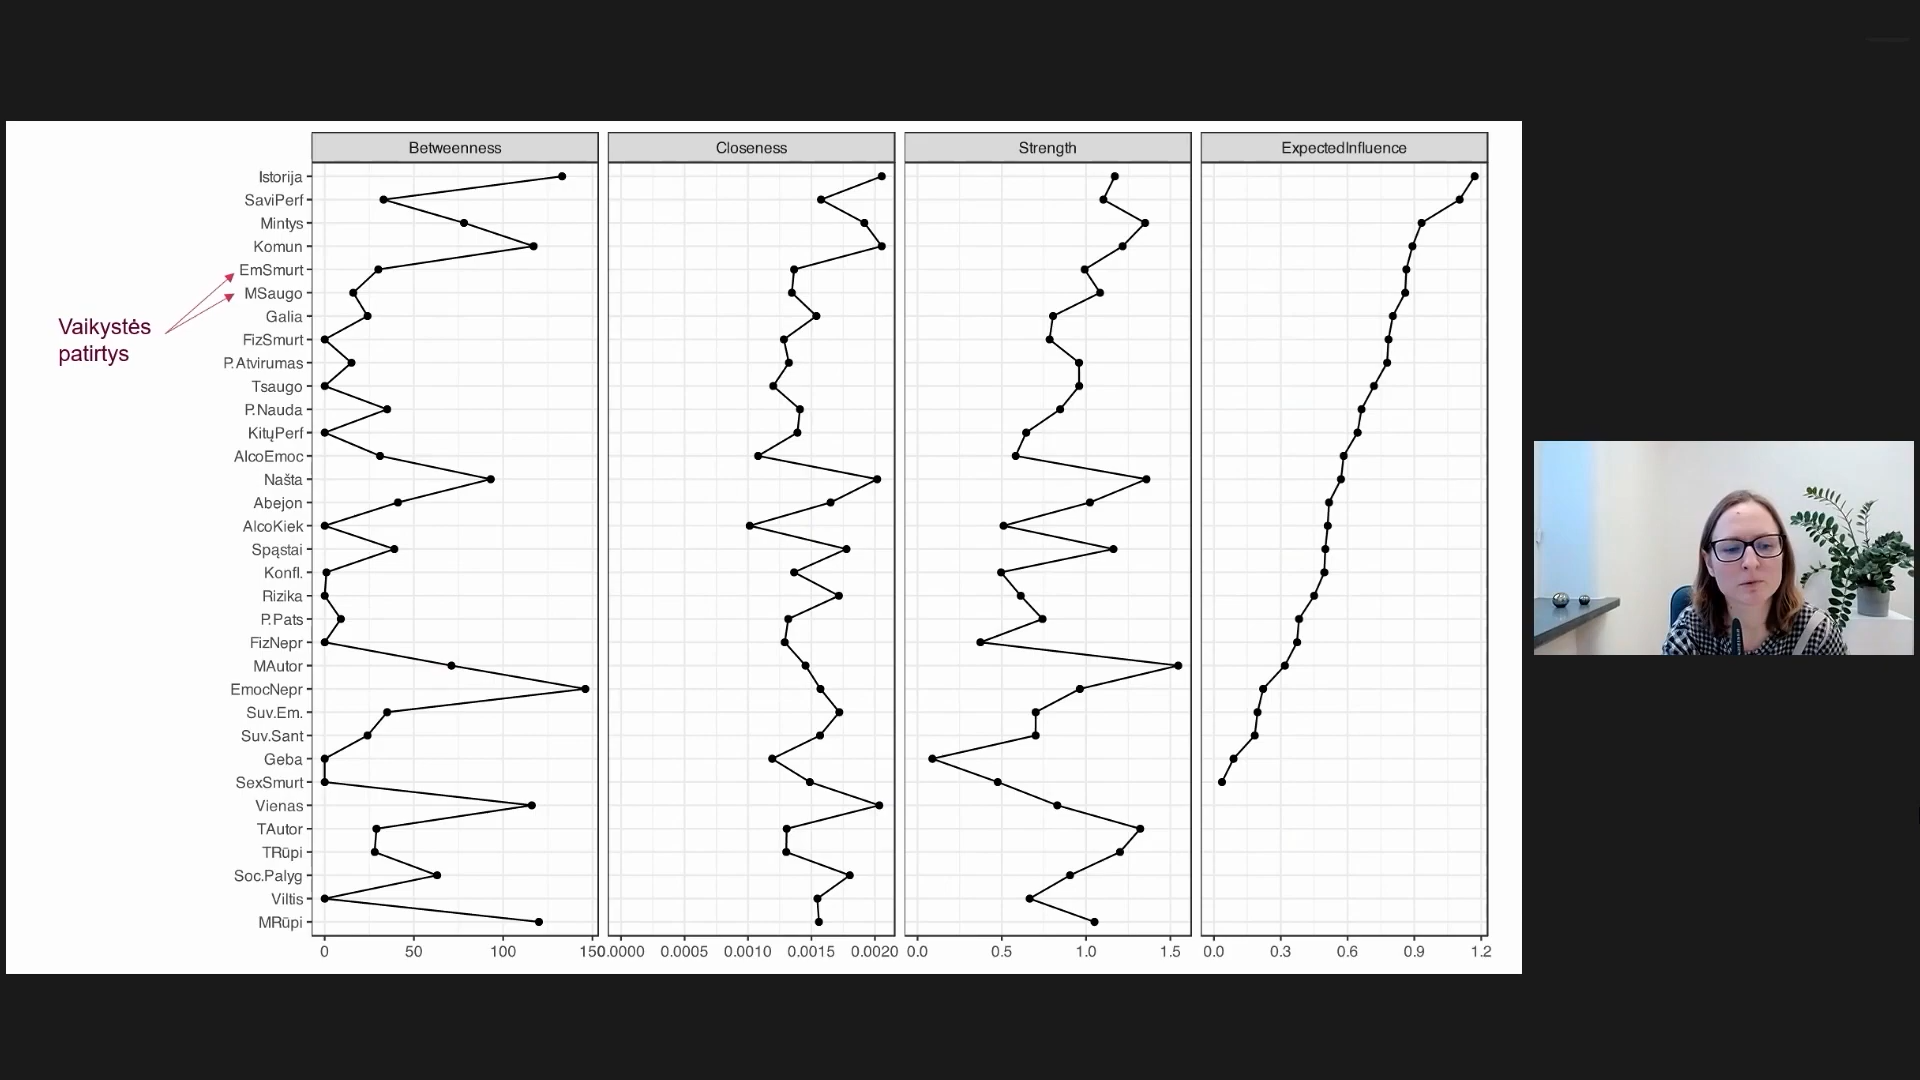 Betweenness Closeness Strength ExpectedInfluence
Istorija
SaviPerf
Mintys
Komun
EmSmurt
MSaugo
Galia
FizSmurt
P.Atvirumas
Tsaugo
P.Nauda
KitųPerf
AlcoEmoc
Našta
Abejon
AlcoKiek
Spąstai
Konfl.
Rizika
P.Pats
FizNepr
MAutor
EmocNepr
Suv.Em.
Suv.Sant
Geba
SexSmurt
Vienas
TAutor
TRūpi
Soc.Palyg
Viltis
MRūpi
Vaikystės
patirtys
0 50 100 150 0.0000 0.0005 0.0010 0.0015 0.0020 0.0 0.5 1.0 1.5 0.0 0.3 0.6 0.9 1.2